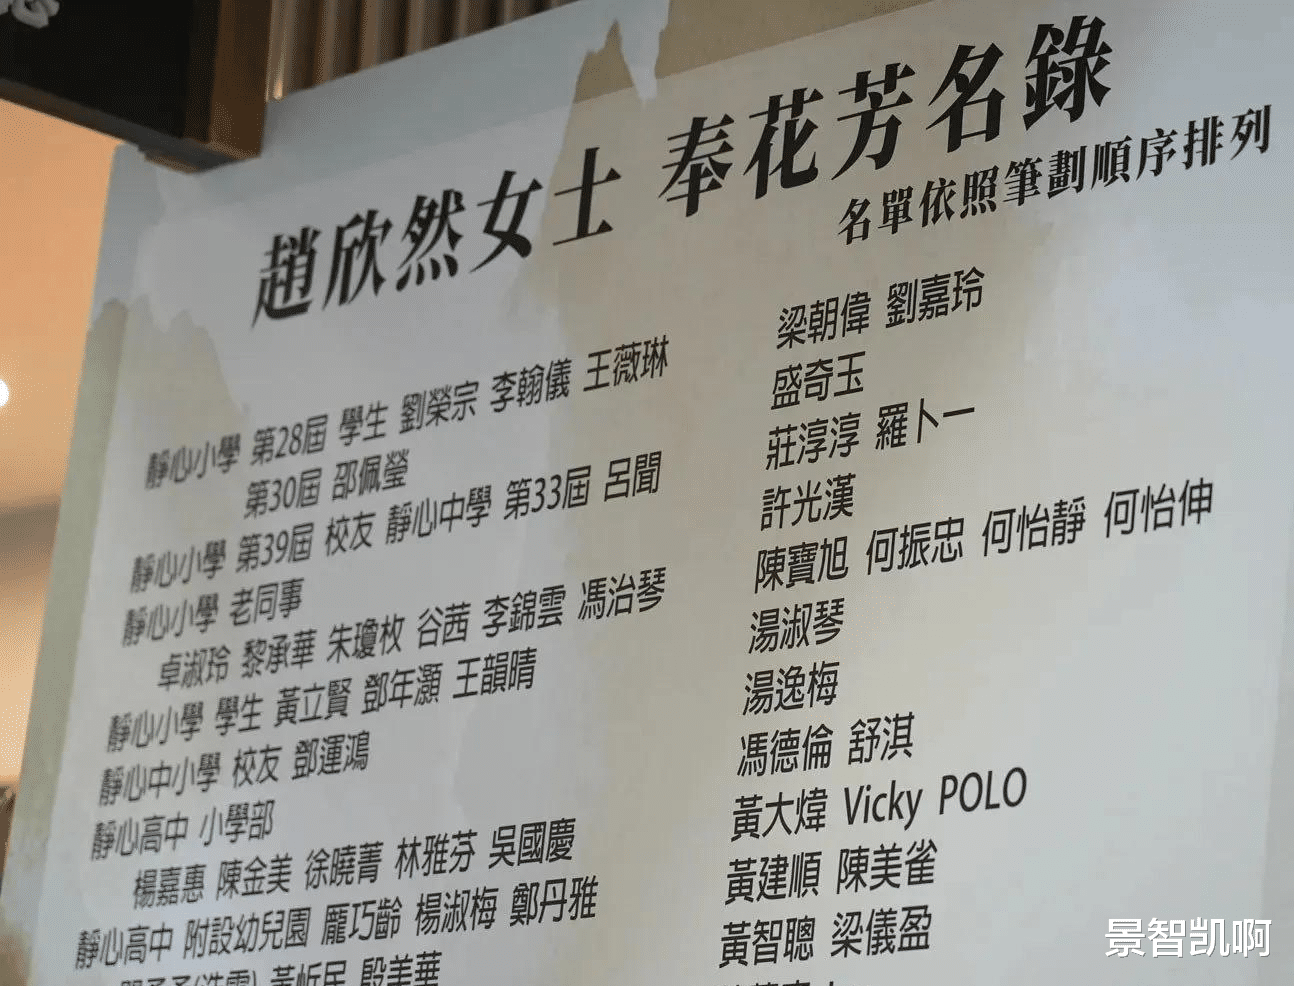 趙欣然女士 奉花芳名錄
名單依照筆劃順序排列
靜心小學 第28屆 學生 劉榮宗 李翰儀 王薇琳
第30屆 邵佩瑩
靜心小學 第39屆 校友 靜心中學 第33屆 呂聞
靜心小學 老同事
卓淑玲 黎承華 朱瓊枚 谷茜 李錦雲 馮治琴
靜心小學 學生 黃立賢 鄧年灝 王韻晴
靜心中小學 校友 鄧運鴻
靜心高中 小學部
楊嘉惠 陳金美 徐曉菁 林雅芬 吳國慶
靜心高中 附設幼兒園 龐巧齡 楊淑梅 鄭丹雅
殷美華
梁朝偉 劉嘉玲
盛奇玉
莊淳淳 羅卜一
許光漢
陳寶旭 何振忠 何怡靜 何怡伸
湯淑琴
湯逸梅
馮德倫 舒淇
黃大煒 Vicky POLO
黃建順 陳美雀
黃智聰 梁儀盈
景智凯啊